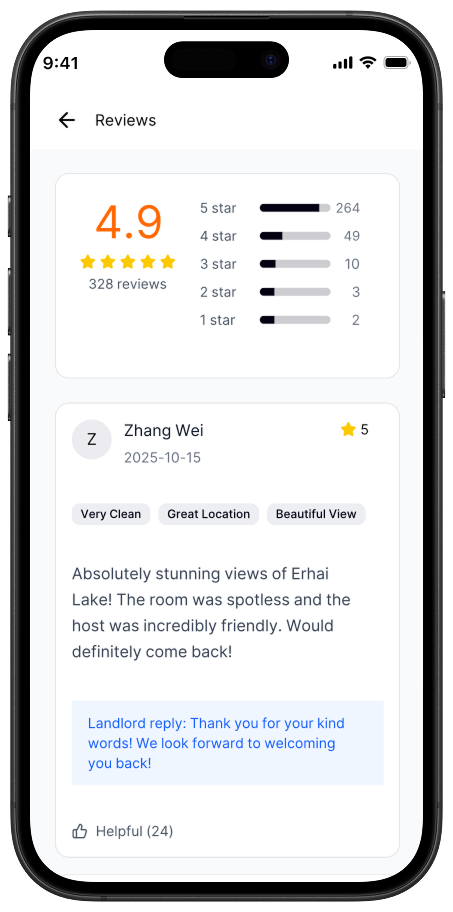 9:41
Reviews
4.9
328 reviews
5 star 264
4 star 49
3 star 10
2 star 3
1 star 2
Z
Zhang Wei
5
2025-10-15
Very Clean Great Location Beautiful View
Absolutely stunning views of Erhai
Lake! The room was spotless and the
host was incredibly friendly. Would
definitely come back!
Landlord reply: Thank you for your kind
words! We look forward to welcoming
you back!
Helpful (24)